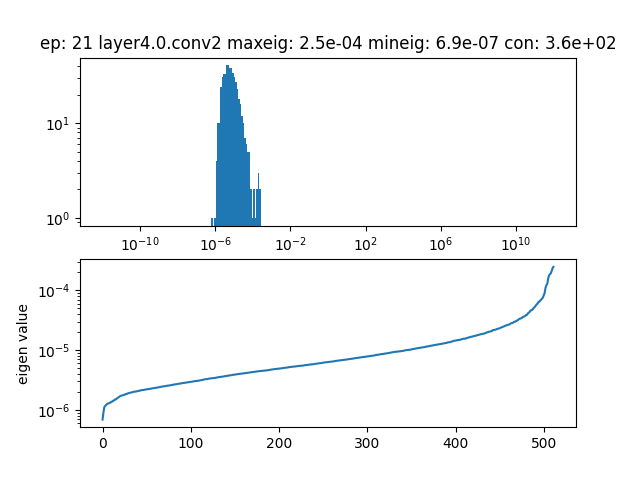 ep: 21 layer4.0.conv2 maxeig: 2.5e-04 mineig: 6.9e-07 con: 3.6e+02
10¹
10⁰
10⁻¹⁰ 10⁻⁶ 10⁻² 10² 10⁶ 10¹⁰
eigen value
10⁻⁴
10⁻⁵
10⁻⁶
0 100 200 300 400 500